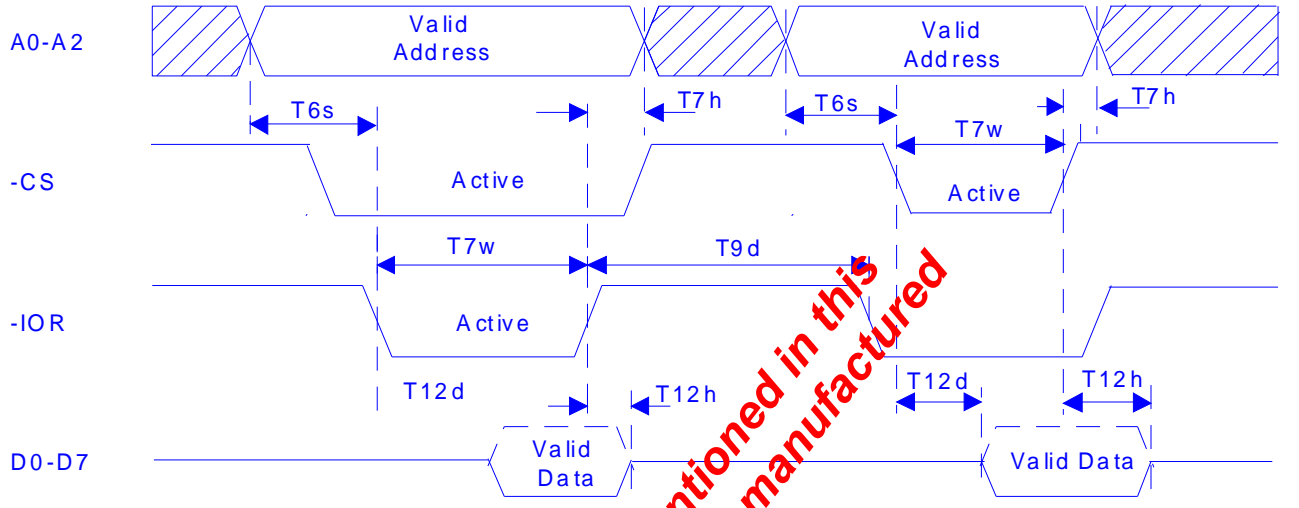 A0-A2
Valid
Address
Valid
Address
T6s
T7h
T6s
T7h
T7w
-CS
Active
Active
T7w
T9d
-IOR
Active
T12d
T12h
T12d
T12h
D0-D7
Valid
Data
Valid Data
mentioned in this
manufactured